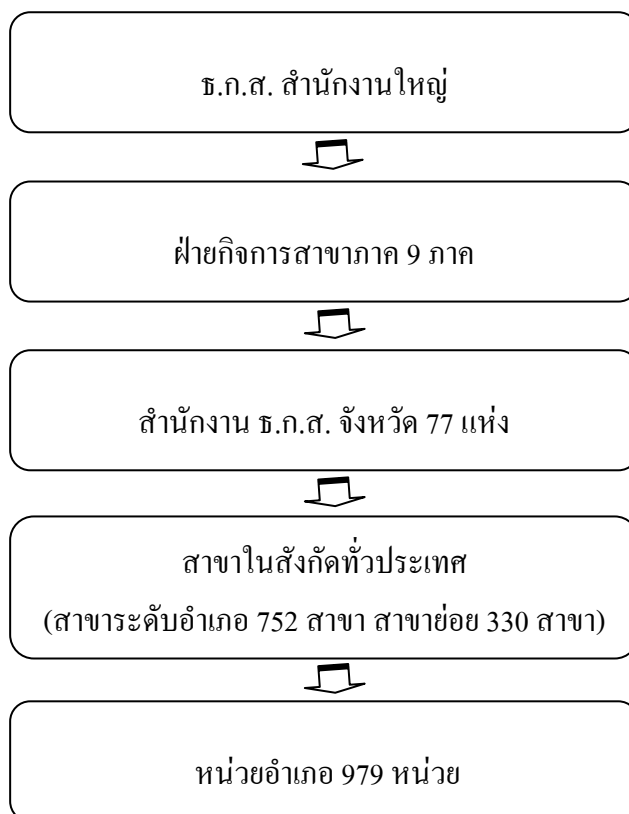 ธ.ก.ส. สำนักงานใหญ่
ฝ่ายกิจการสาขาภาค 9 ภาค
สำนักงาน ธ.ก.ส. จังหวัด 77 แห่ง
สาขาในสังกัดทั่วประเทศ
(สาขาระดับอำเภอ 752 สาขา สาขาย่อย 330 สาขา)
หน่วยอำเภอ 979 หน่วย